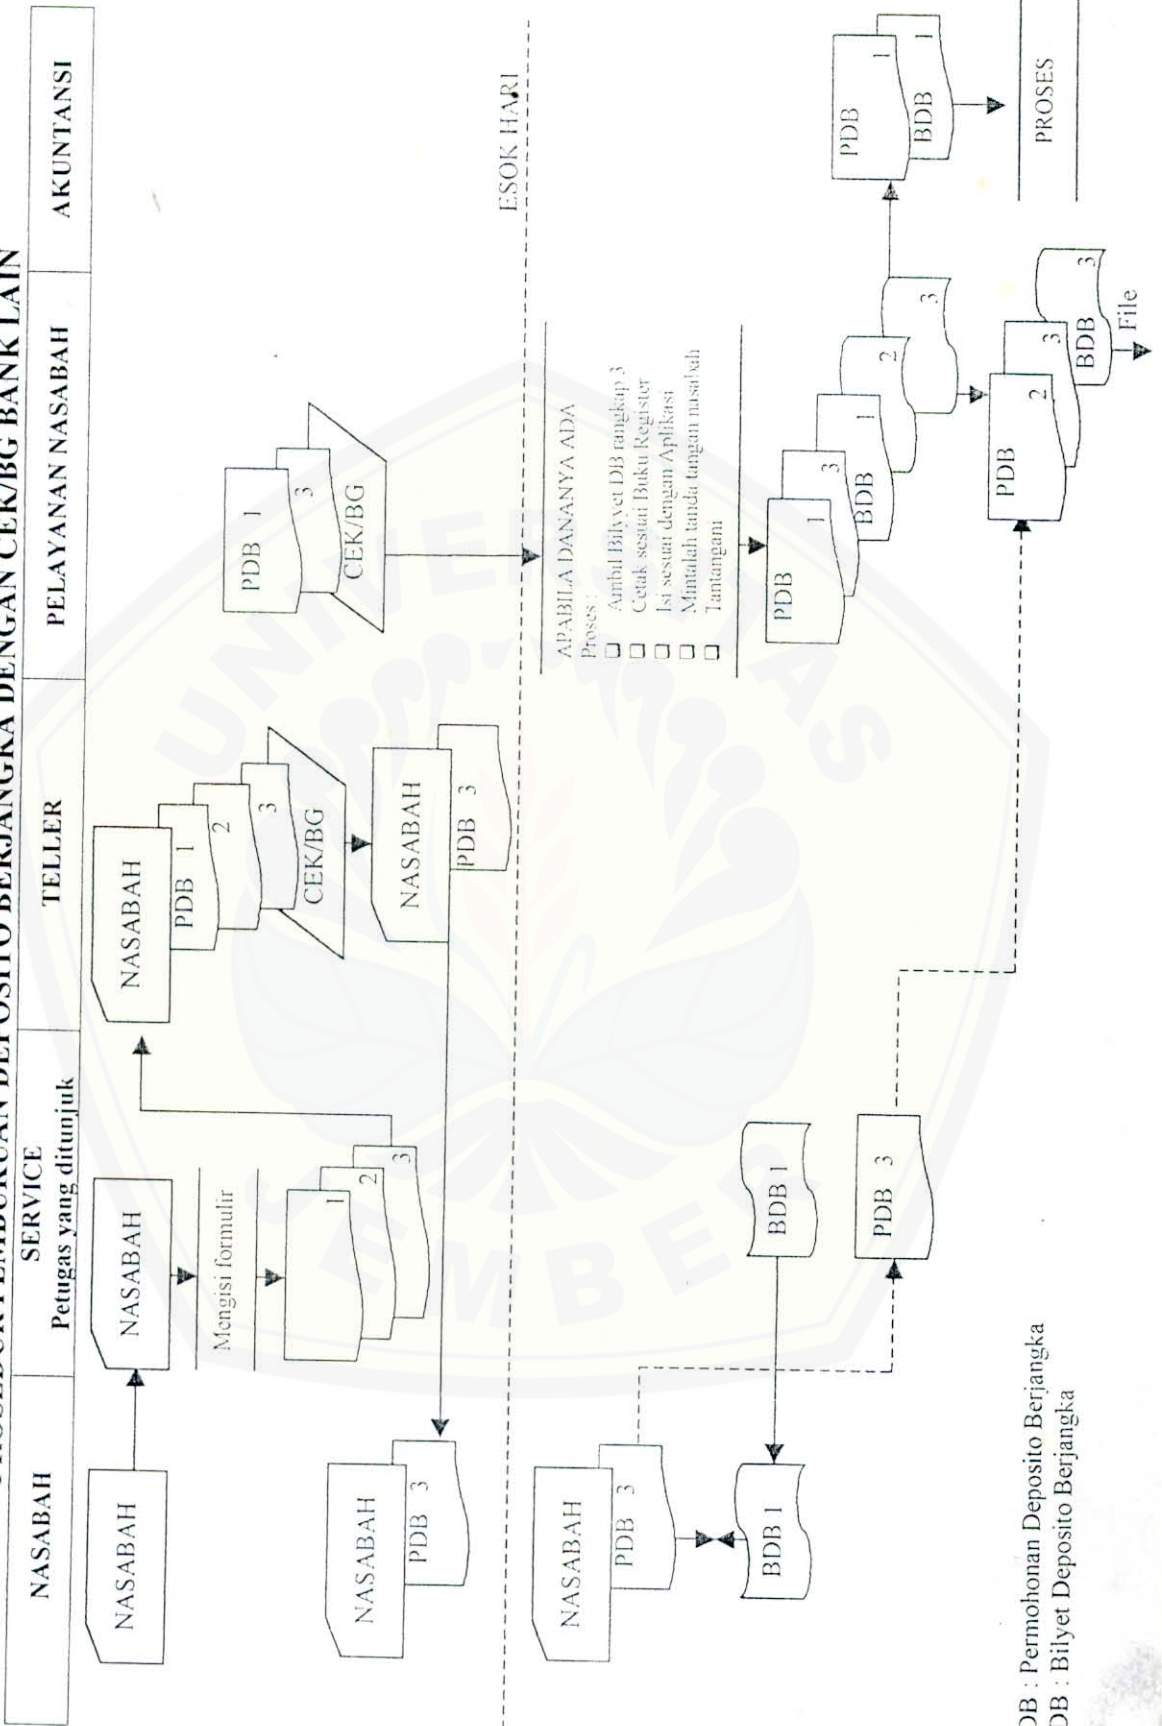 PROSEDUR PEMBUKUAN DEPOSITO BERJANGKA DENGAN CEK/BG BANK LAIN
NASABAH
SERVICE
Petugas yang ditunjuk
TELLER
PELAYANAN NASABAH
AKUNTANSI
NASABAH
NASABAH
Mengisi formulir
1
2
3
NASABAH
PDB 1
2
3
CEK/BG
NASABAH
PDB 3
PDB 1
3
CEK/BG
NASABAH
PDB 3
ESOK HARI
NASABAH
PDB 3
BDB 1
BDB 1
PDB 3
APABILA DANANYA ADA
Proses :
Ambil Bilyyet DB rangkap 3
Cetak sesuai Buku Register
Isi sesuai dengan Aplikasi
Mintalah tanda tangan nasabah
Tantangani
PDB 1
3
BDB 1
2
3
PDB 2
3
BDB 3
File
PDB 1
BDB 1
PROSES
DB : Permohonan Deposito Berjangka
DB : Bilyet Deposito Berjangka
UNIVERSITAS
JEMBER